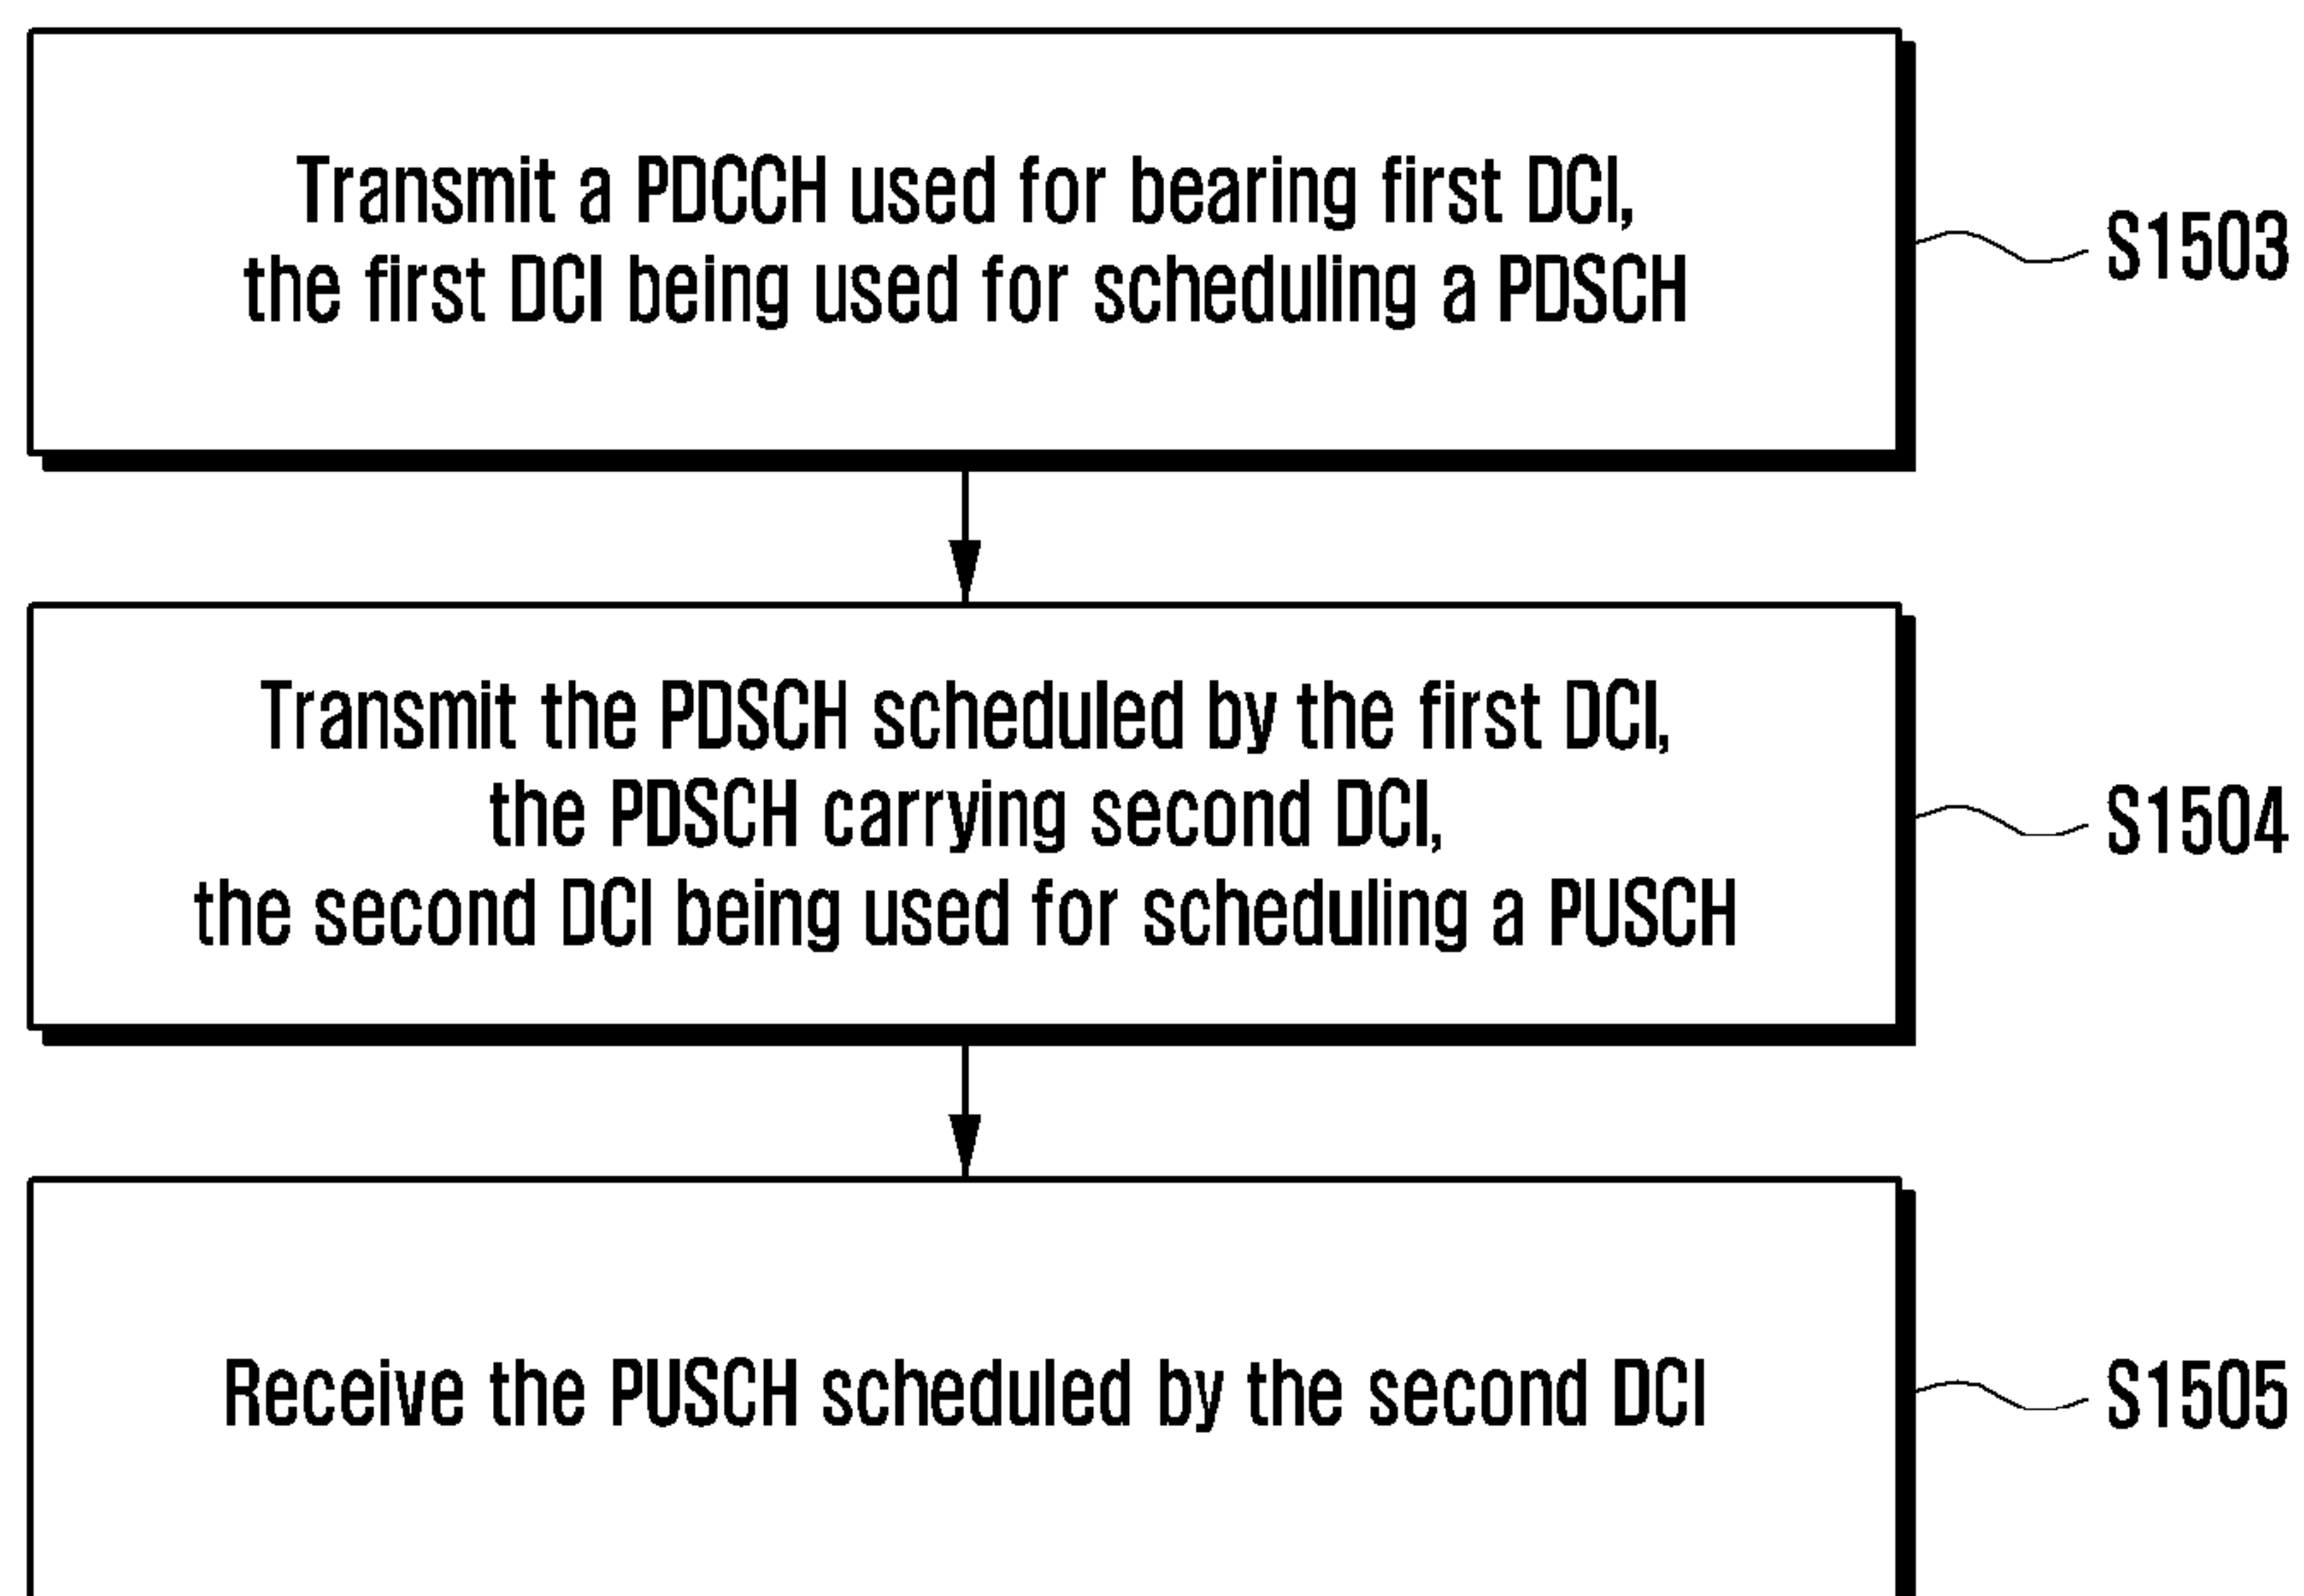 Transmit a PDCCH used for bearing first DCI,
the first DCI being used for scheduling a PDSCH
S1503
Transmit the PDSCH scheduled by the first DCI,
the PDSCH carrying second DCI,
the second DCI being used for scheduling a PUSCH
S1504
Receive the PUSCH scheduled by the second DCI
S1505